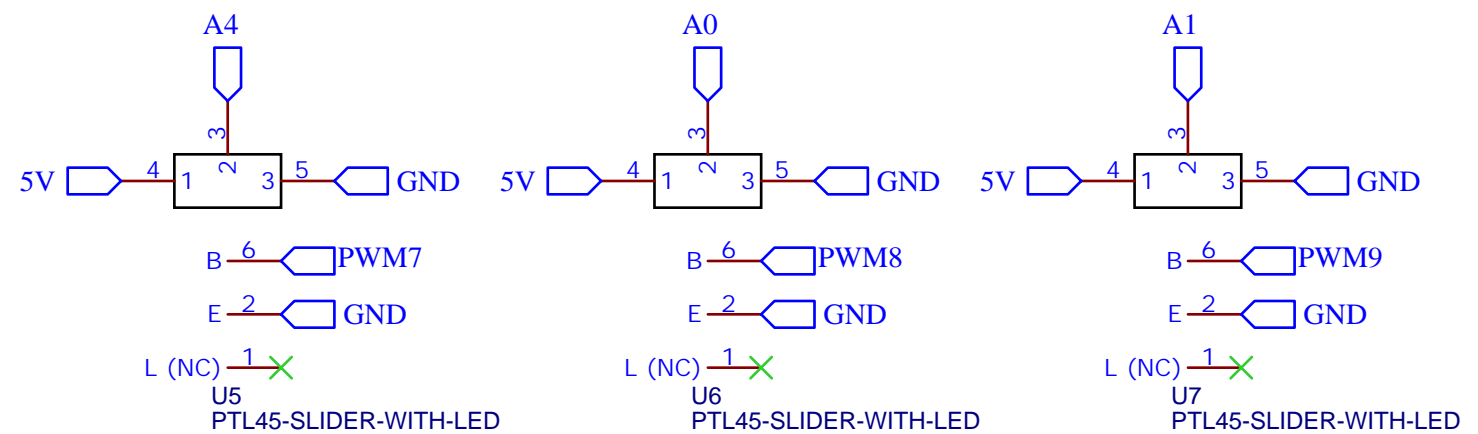 A4 A0 A1
3 3 3
5V 4 1 2 3 5 GND 5V 4 1 2 3 5 GND 5V 4 1 2 3 5 GND
B 6 PWM7 B 6 PWM8 B 6 PWM9
E 2 GND E 2 GND E 2 GND
L (NC) 1 L (NC) 1 L (NC) 1
U5 U6 U7
PTL45-SLIDER-WITH-LED PTL45-SLIDER-WITH-LED PTL45-SLIDER-WITH-LED